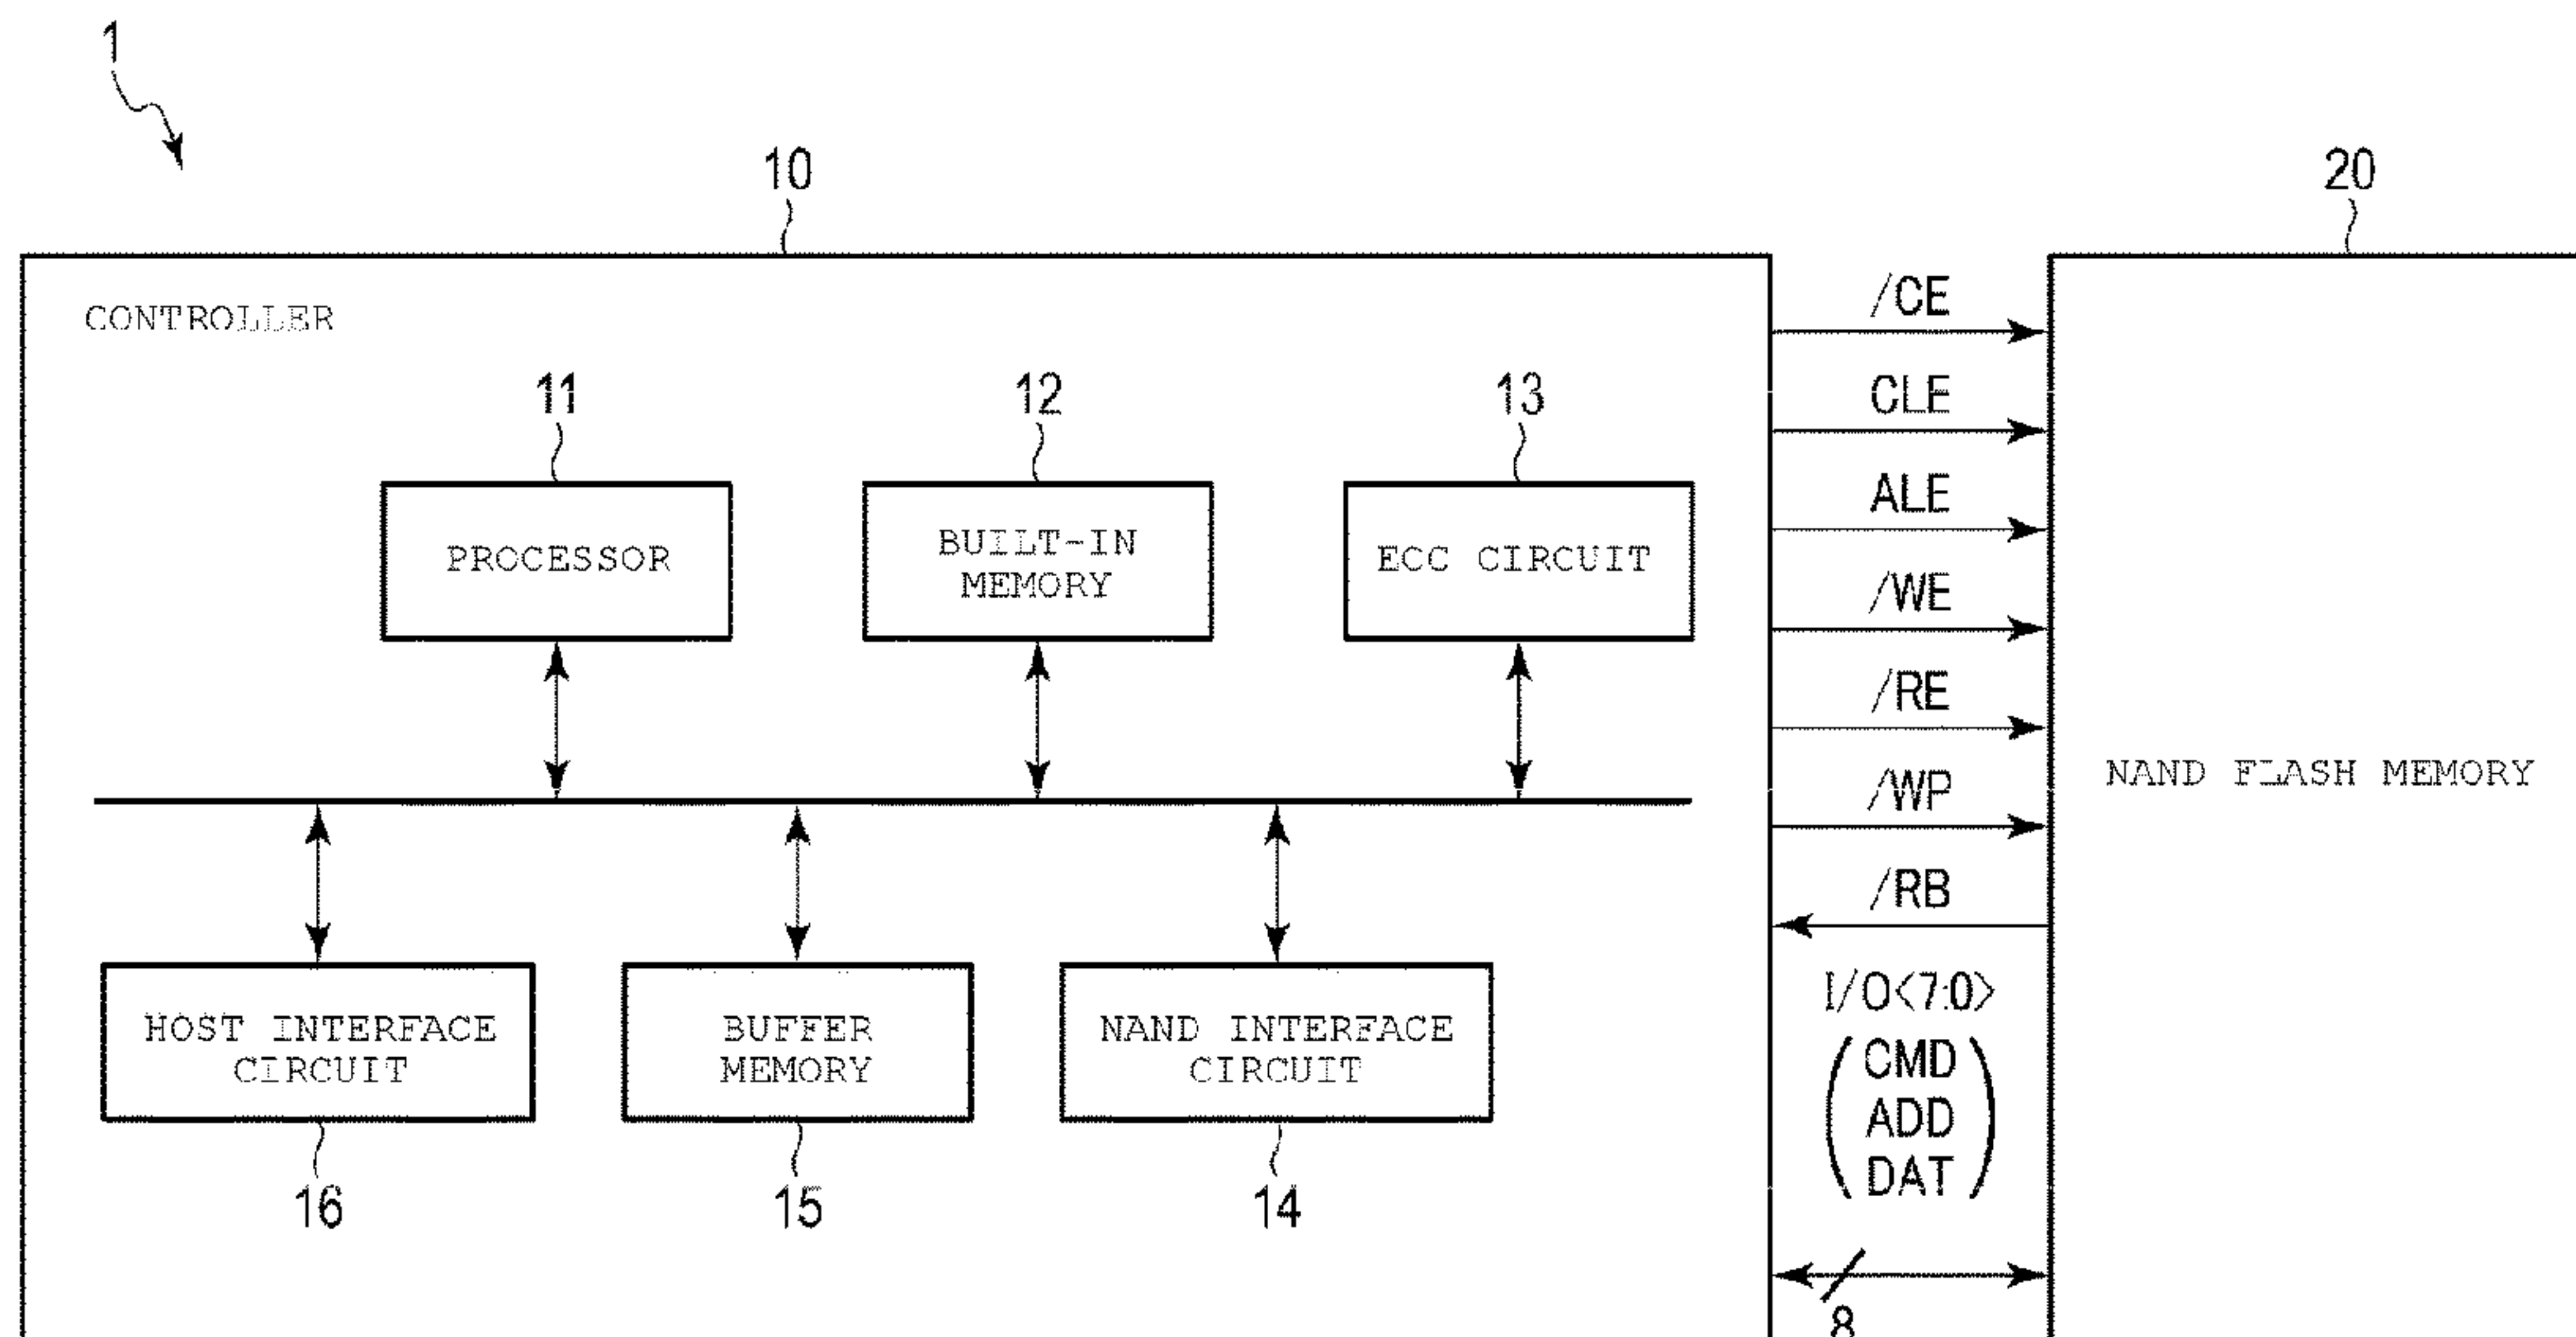 1
10
20
CONTROLLER
/CE
CLE
ALE
/WE
/RE
/WP
/RB
I/O<7:0>
CMD
ADD
DAT
8
11
12
13
PROCESSOR
BUILT-IN
MEMORY
ECC CIRCUIT
NAND FLASH MEMORY
HOST INTERFACE
CIRCUIT
BUFFER
MEMORY
NAND INTERFACE
CIRCUIT
16
15
14